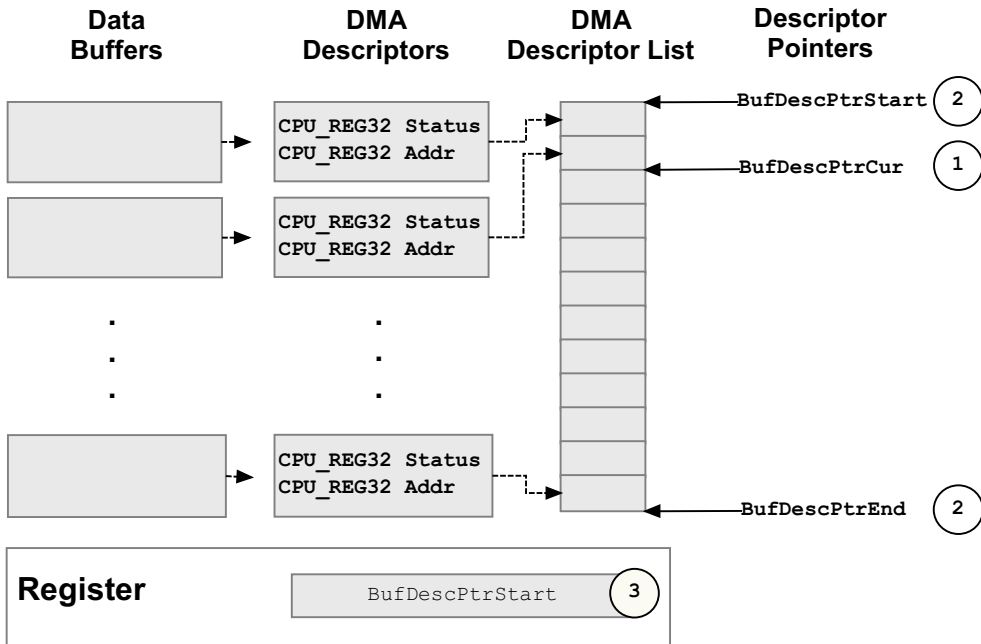 Data
Buffers
DMA
Descriptors
DMA
Descriptor List
Descriptor
Pointers
CPU_REG32 Status
CPU_REG32 Addr
BufDescPtrStart 2
BufDescPtrCur 1
CPU_REG32 Status
CPU_REG32 Addr
. .
. .
. .
CPU_REG32 Status
CPU_REG32 Addr
BufDescPtrEnd 2
Register
BufDescPtrStart 3